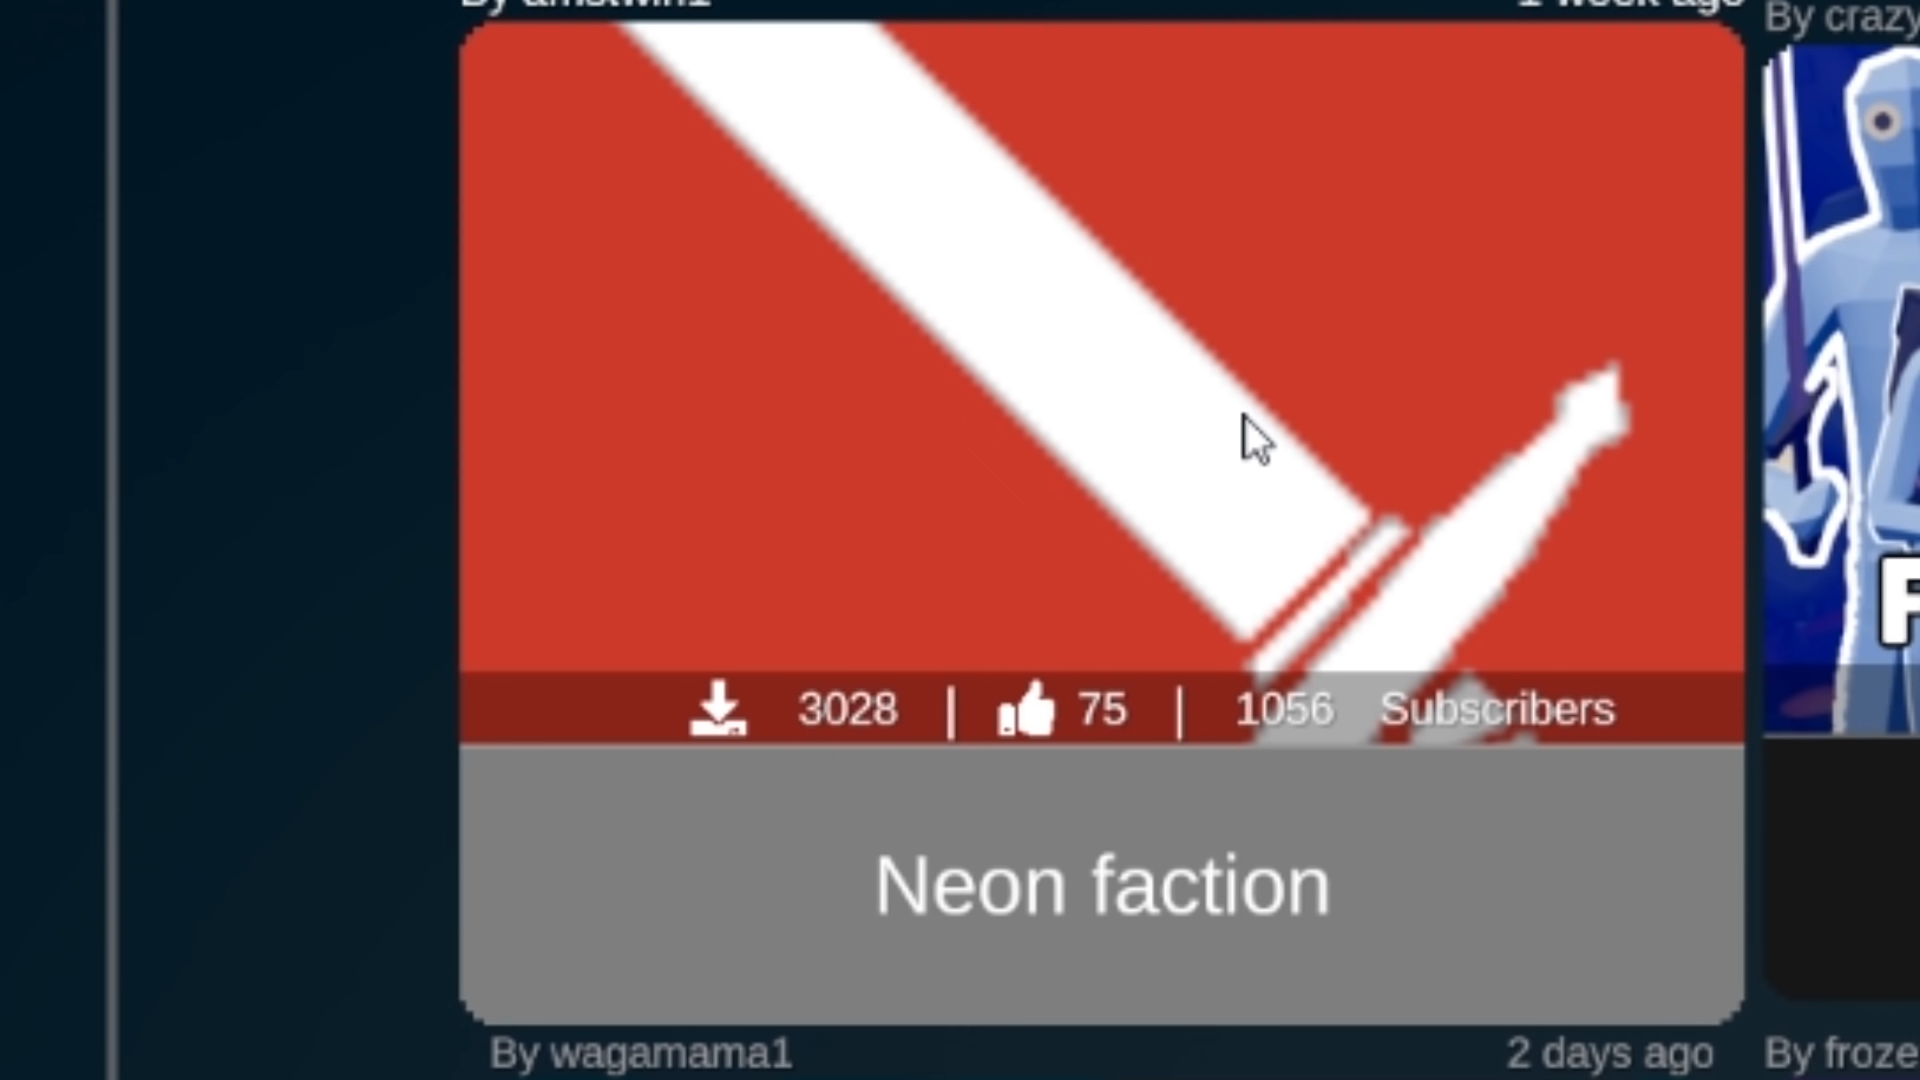 By crazy
3028 | 75 | 1056 Subscribers
Neon faction
By wagamama1
2 days ago
By froze